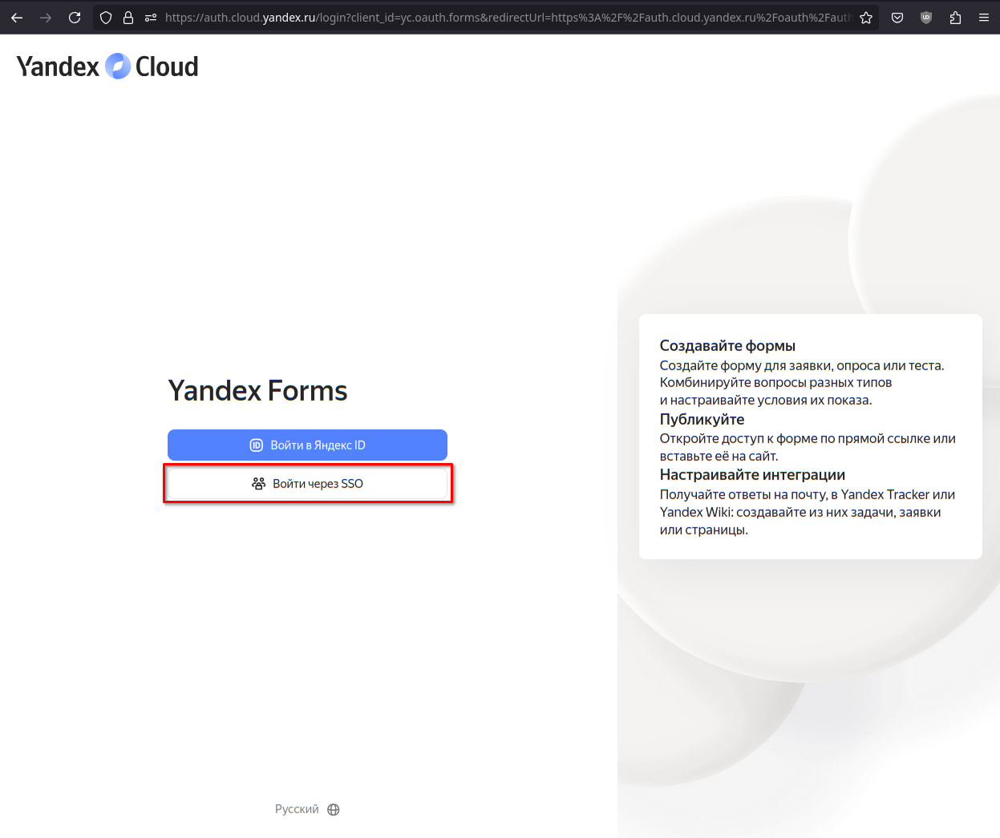 https://auth.cloud.yandex.ru/login?client_id=yc.oauth.forms&redirectUrl=https%3A%2F%2Fauth.cloud.yandex.ru%2Foauth%2Fauth
Yandex Cloud
Yandex Forms
Войти в Яндекс ID
Войти через SSO
Создавайте формы
Создайте форму для заявки, опроса или теста.
Комбинируйте вопросы разных типов
и настраивайте условия их показа.
Публикуйте
Откройте доступ к форме по прямой ссылке или
вставьте её на сайт.
Настраивайте интеграции
Получайте ответы на почту, в Yandex Tracker или
Yandex Wiki: создавайте из них задачи, заявки
или страницы.
Русский